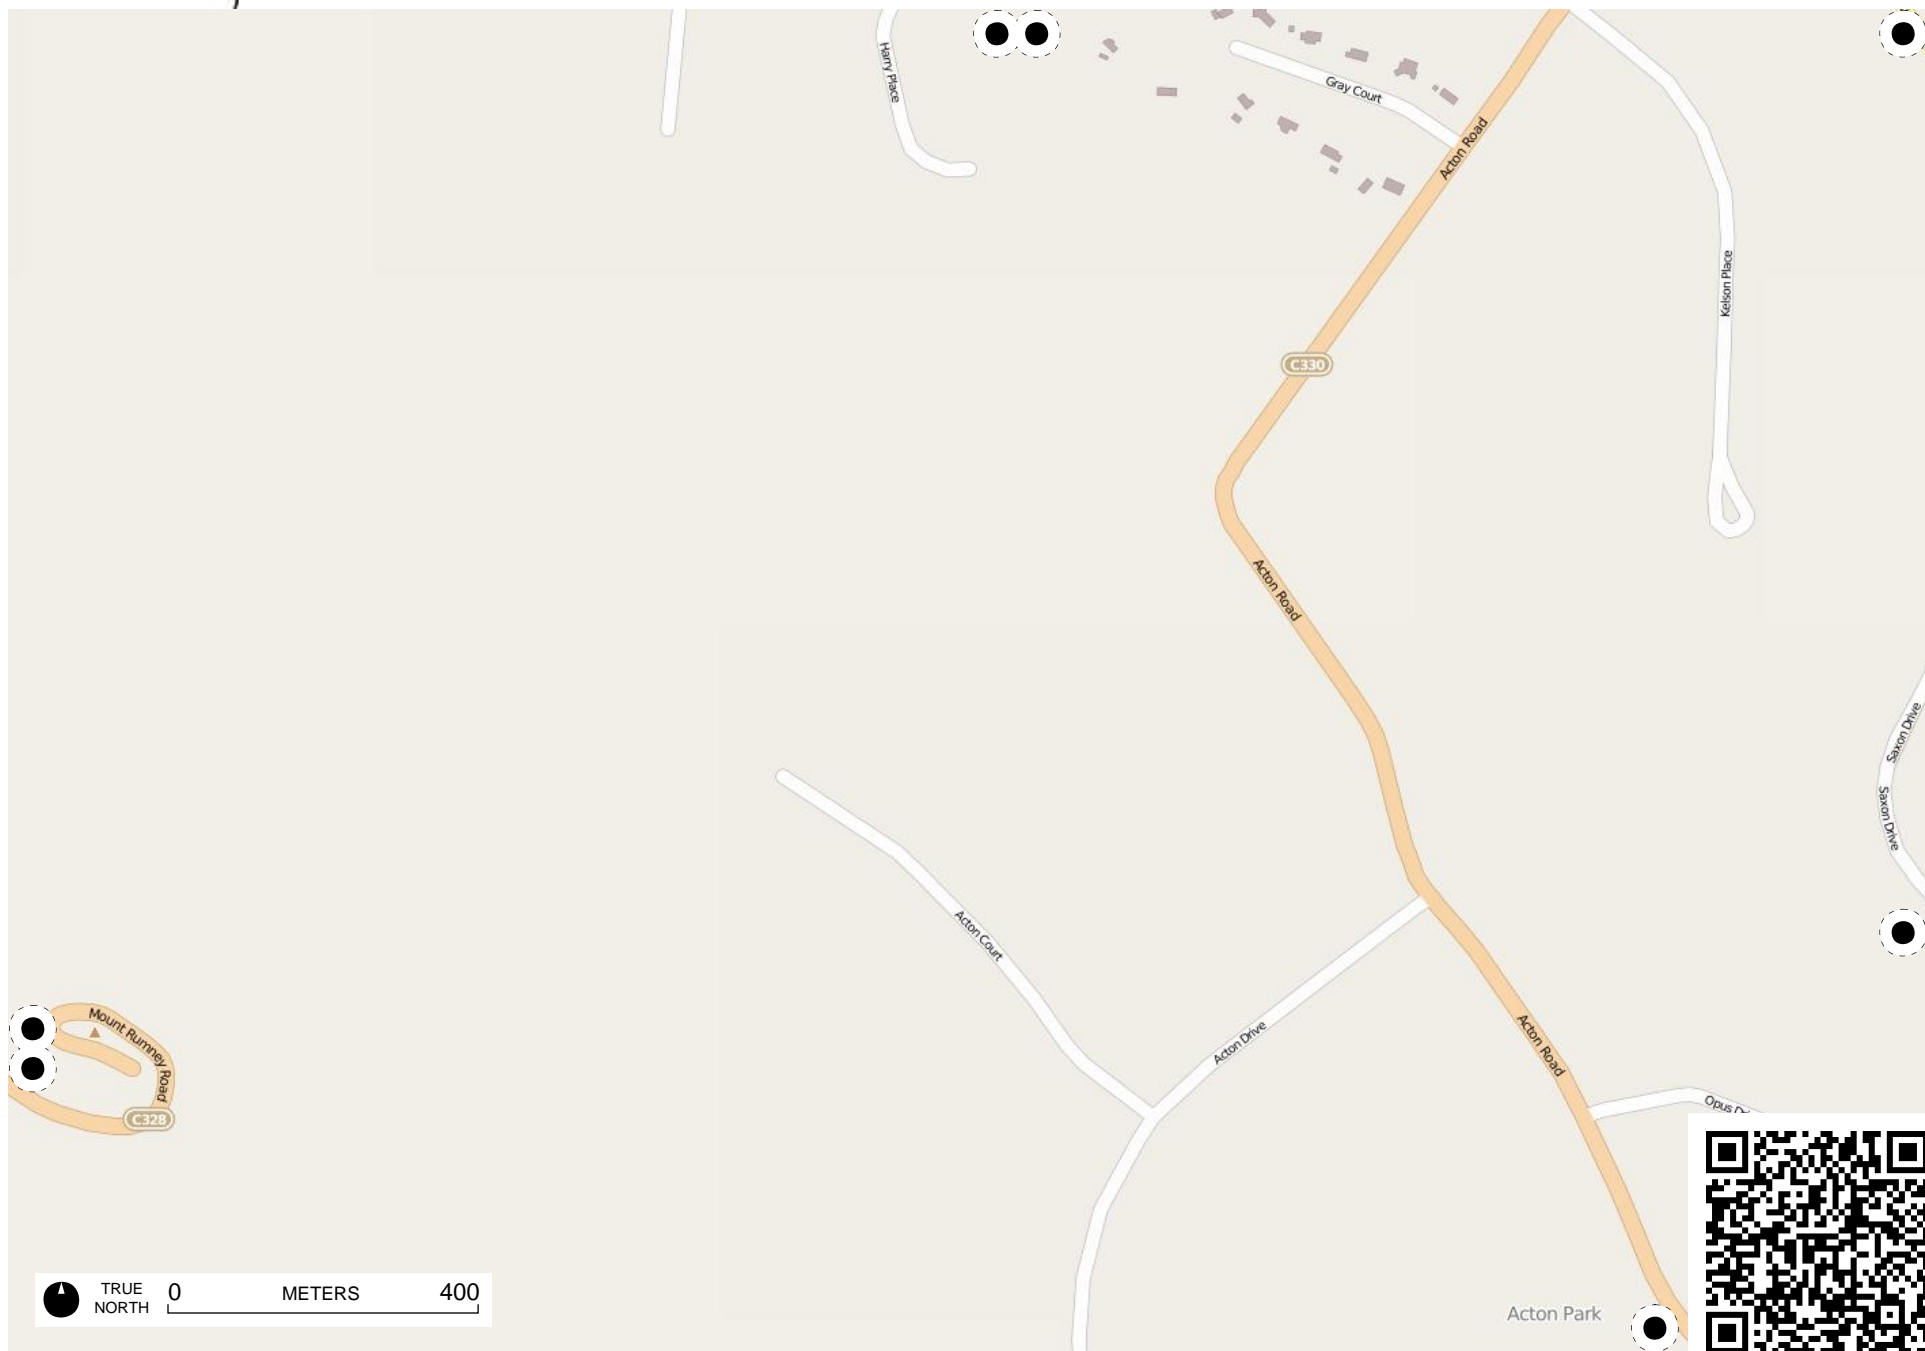 Harry Place
Gray Court
Acton Road
Kelson Place
C330
Acton Road
Saxon Drive
Saxon Drive
Acton Court
Mount Rumney Road
Acton Drive
Acton Road
C328
Opus
TRUE NORTH
0 METERS 400
Acton Park